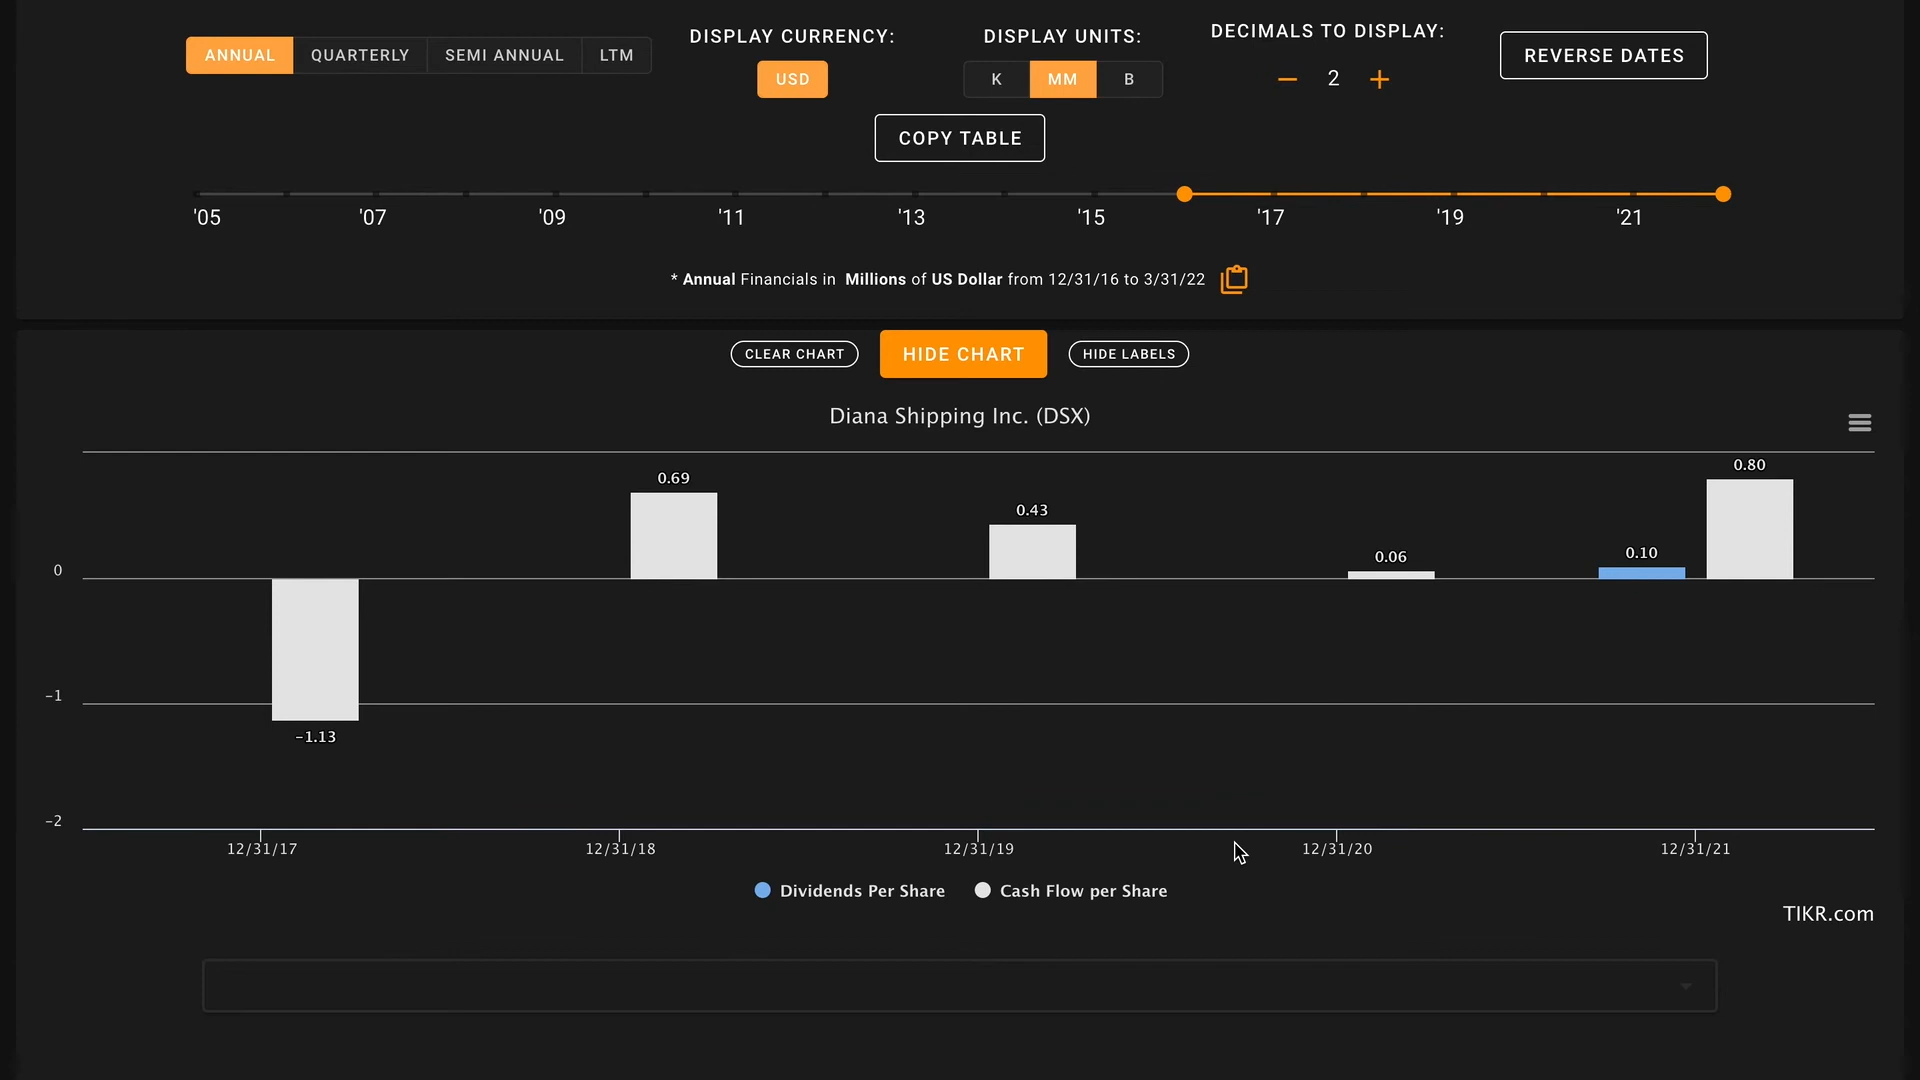 DISPLAY CURRENCY:
DISPLAY UNITS:
DECIMALS TO DISPLAY:
ANNUAL QUARTERLY SEMI ANNUAL LTM
USD
K MM B
− 2 +
REVERSE DATES
COPY TABLE
'05 '07 '09 '11 '13 '15 '17 '19 '21
* Annual Financials in Millions of US Dollar from 12/31/16 to 3/31/22
CLEAR CHART HIDE CHART HIDE LABELS
Diana Shipping Inc. (DSX)
0.80
0.69
0.43
0.10
0.06
0
−1
−1.13
−2
12/31/17 12/31/18 12/31/19 12/31/20 12/31/21
Dividends Per Share Cash Flow per Share
TIKR.com